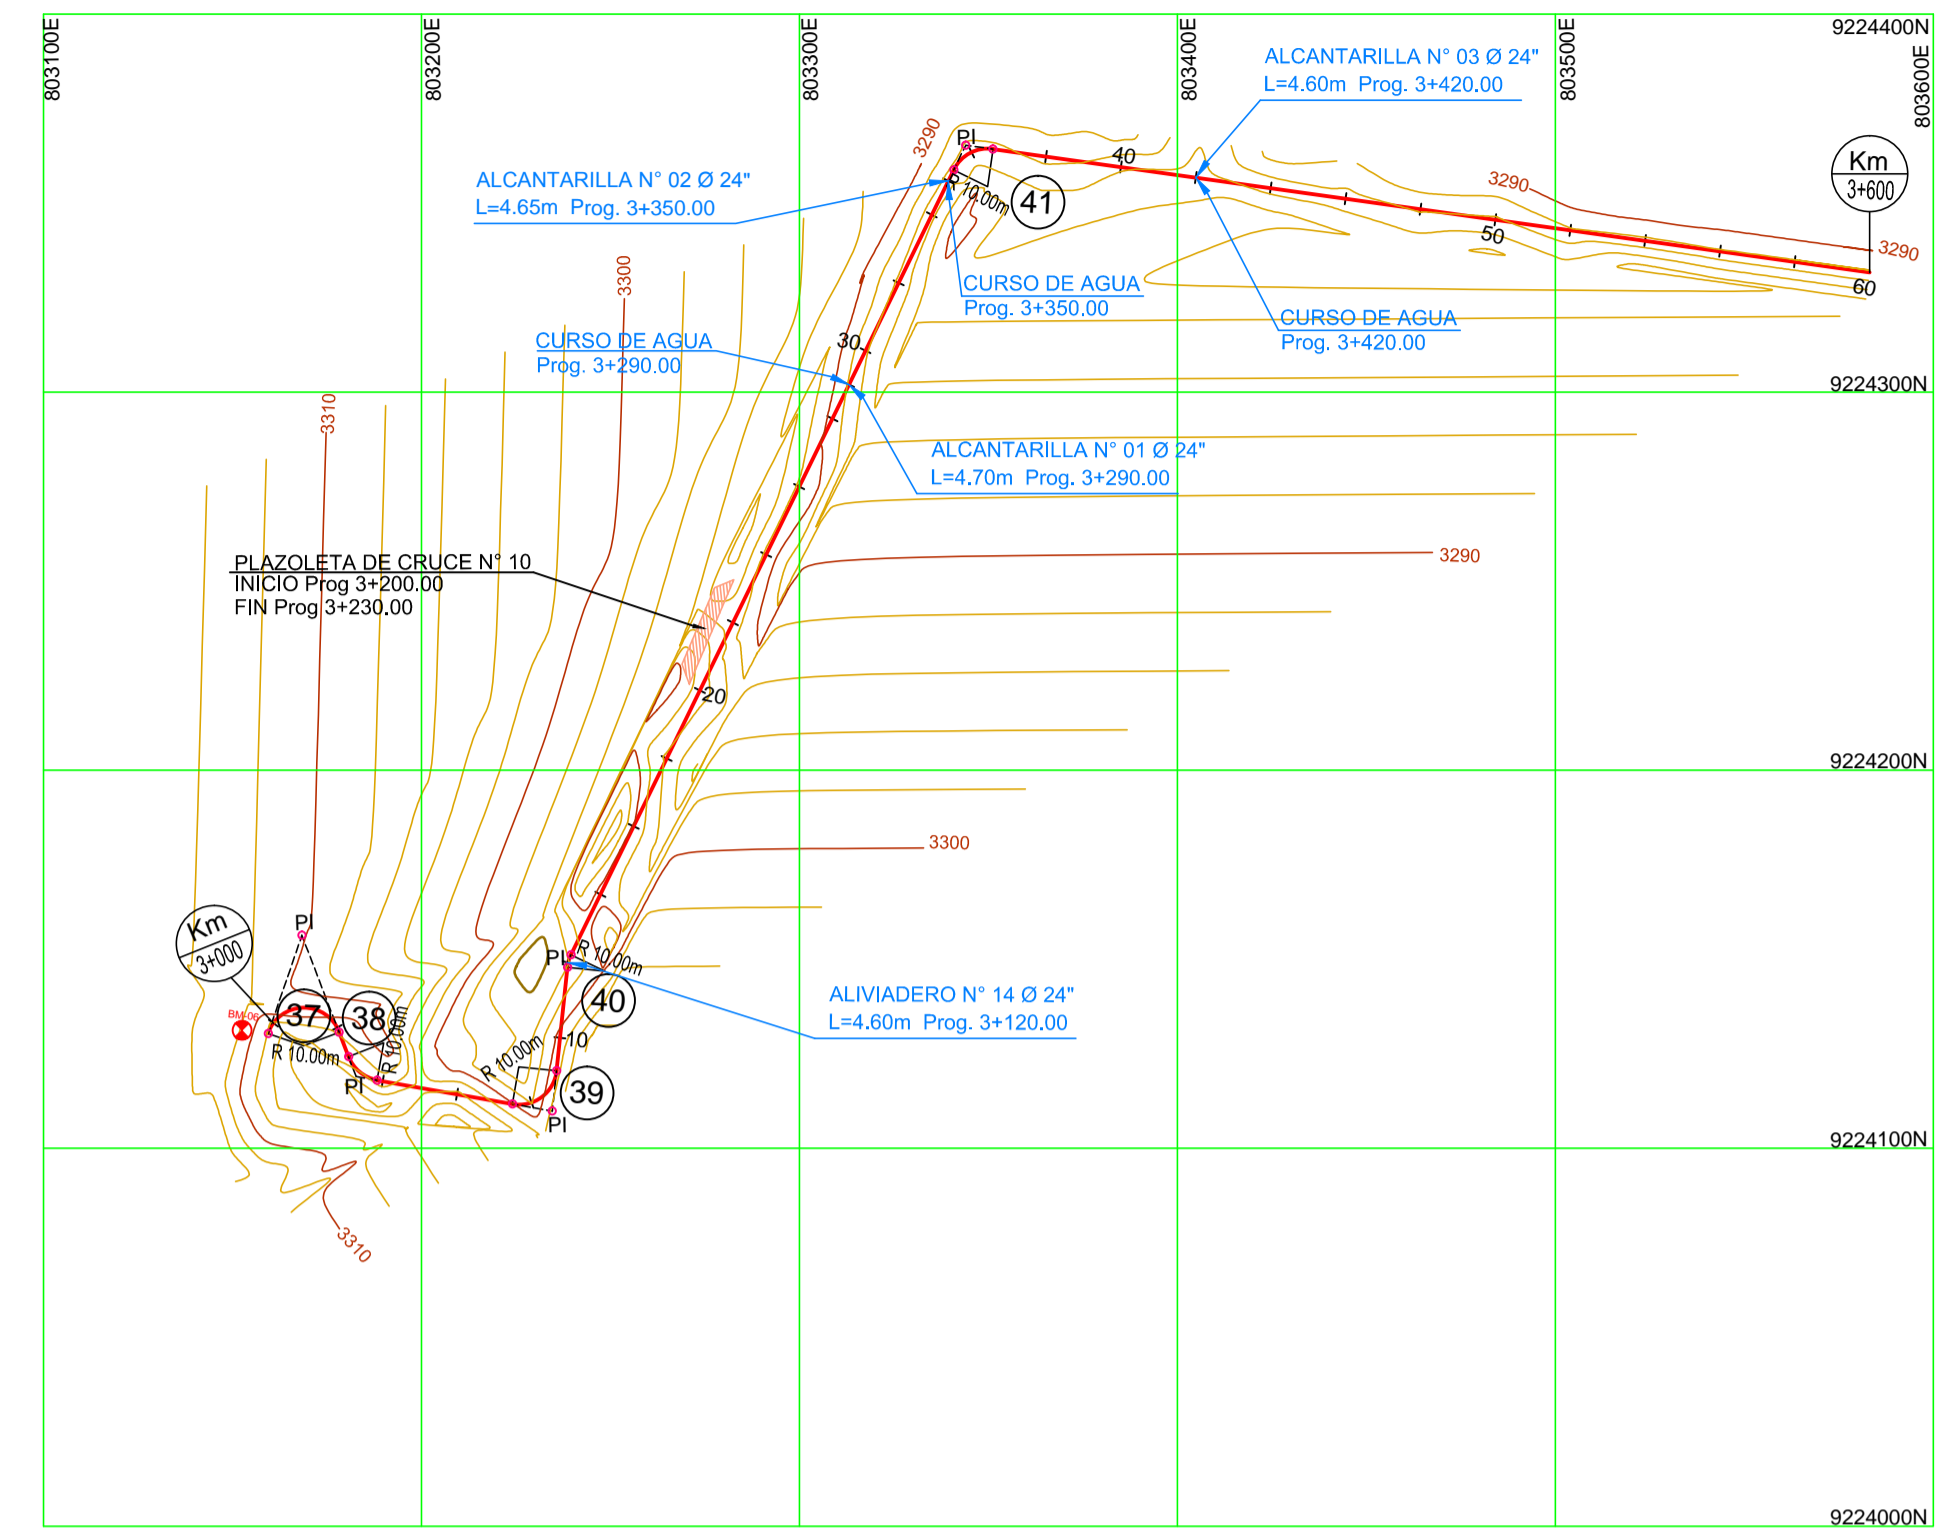 803100E
803200E
803300E
803400E
803500E
803600E
9224400N
ALCANTARILLA N° 03 Ø 24"
L=4.60m Prog. 3+420.00
3290
PI
40
R 10.00m
41
ALCANTARILLA N° 02 Ø 24"
L=4.65m Prog. 3+350.00
Km
3+600
3290
50
3290
60
3300
CURSO DE AGUA
Prog. 3+350.00
CURSO DE AGUA
Prog. 3+420.00
CURSO DE AGUA
Prog. 3+290.00
30
9224300N
3310
ALCANTARILLA N° 01 Ø 24"
L=4.70m Prog. 3+290.00
PLAZOLETA DE CRUCE N° 10
INICIO Prog 3+200.00
FIN Prog 3+230.00
3290
20
9224200N
3300
Km
3+000
PI
PI
R 10.00m
40
ALIVIADERO N° 14 Ø 24"
L=4.60m Prog. 3+120.00
BM-06
37
38
R 10.00m
R 10.00m
PI
10
R 10.00m
39
PI
9224100N
3310
9224000N